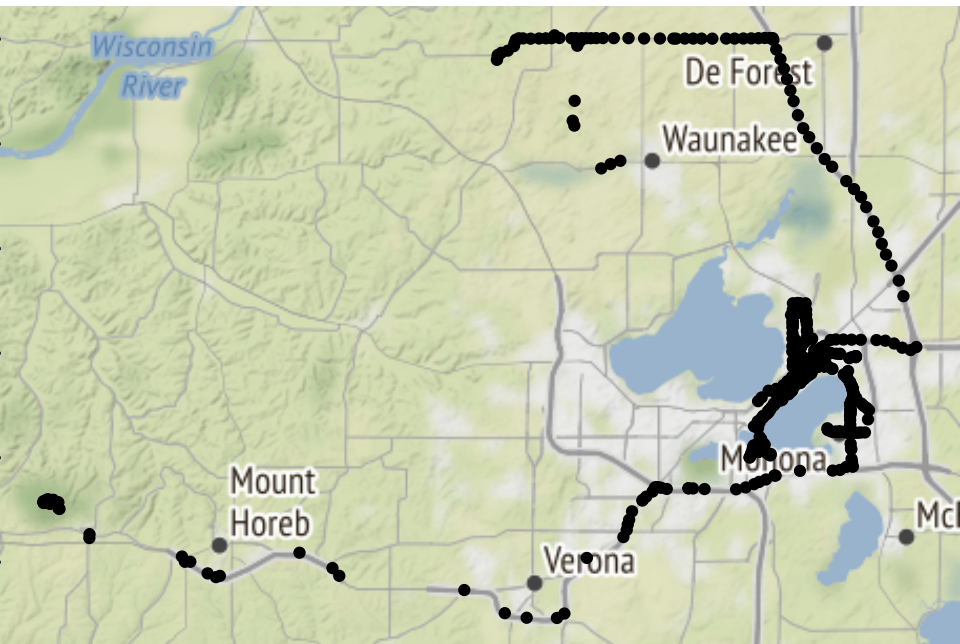 Wisconsin
River
De Forest
Waunakee
Monona
Mount
Horeb
Verona